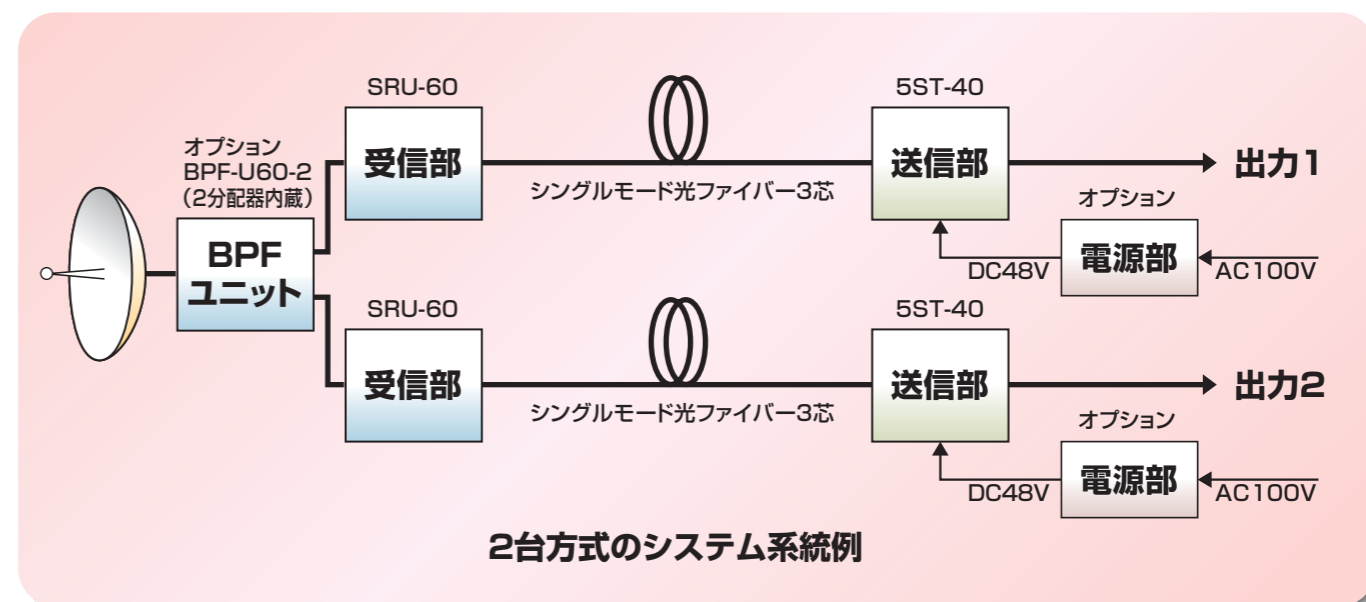 オプション
BPF-U60-2
（2分配器内蔵）
BPF
ユニット
SRU-60
受信部
シングルモード光ファイバー3芯
5ST-40
送信部
出力1
オプション
電源部
DC48V
AC100V
SRU-60
受信部
シングルモード光ファイバー3芯
5ST-40
送信部
出力2
オプション
電源部
DC48V
AC100V
2台方式のシステム系統例